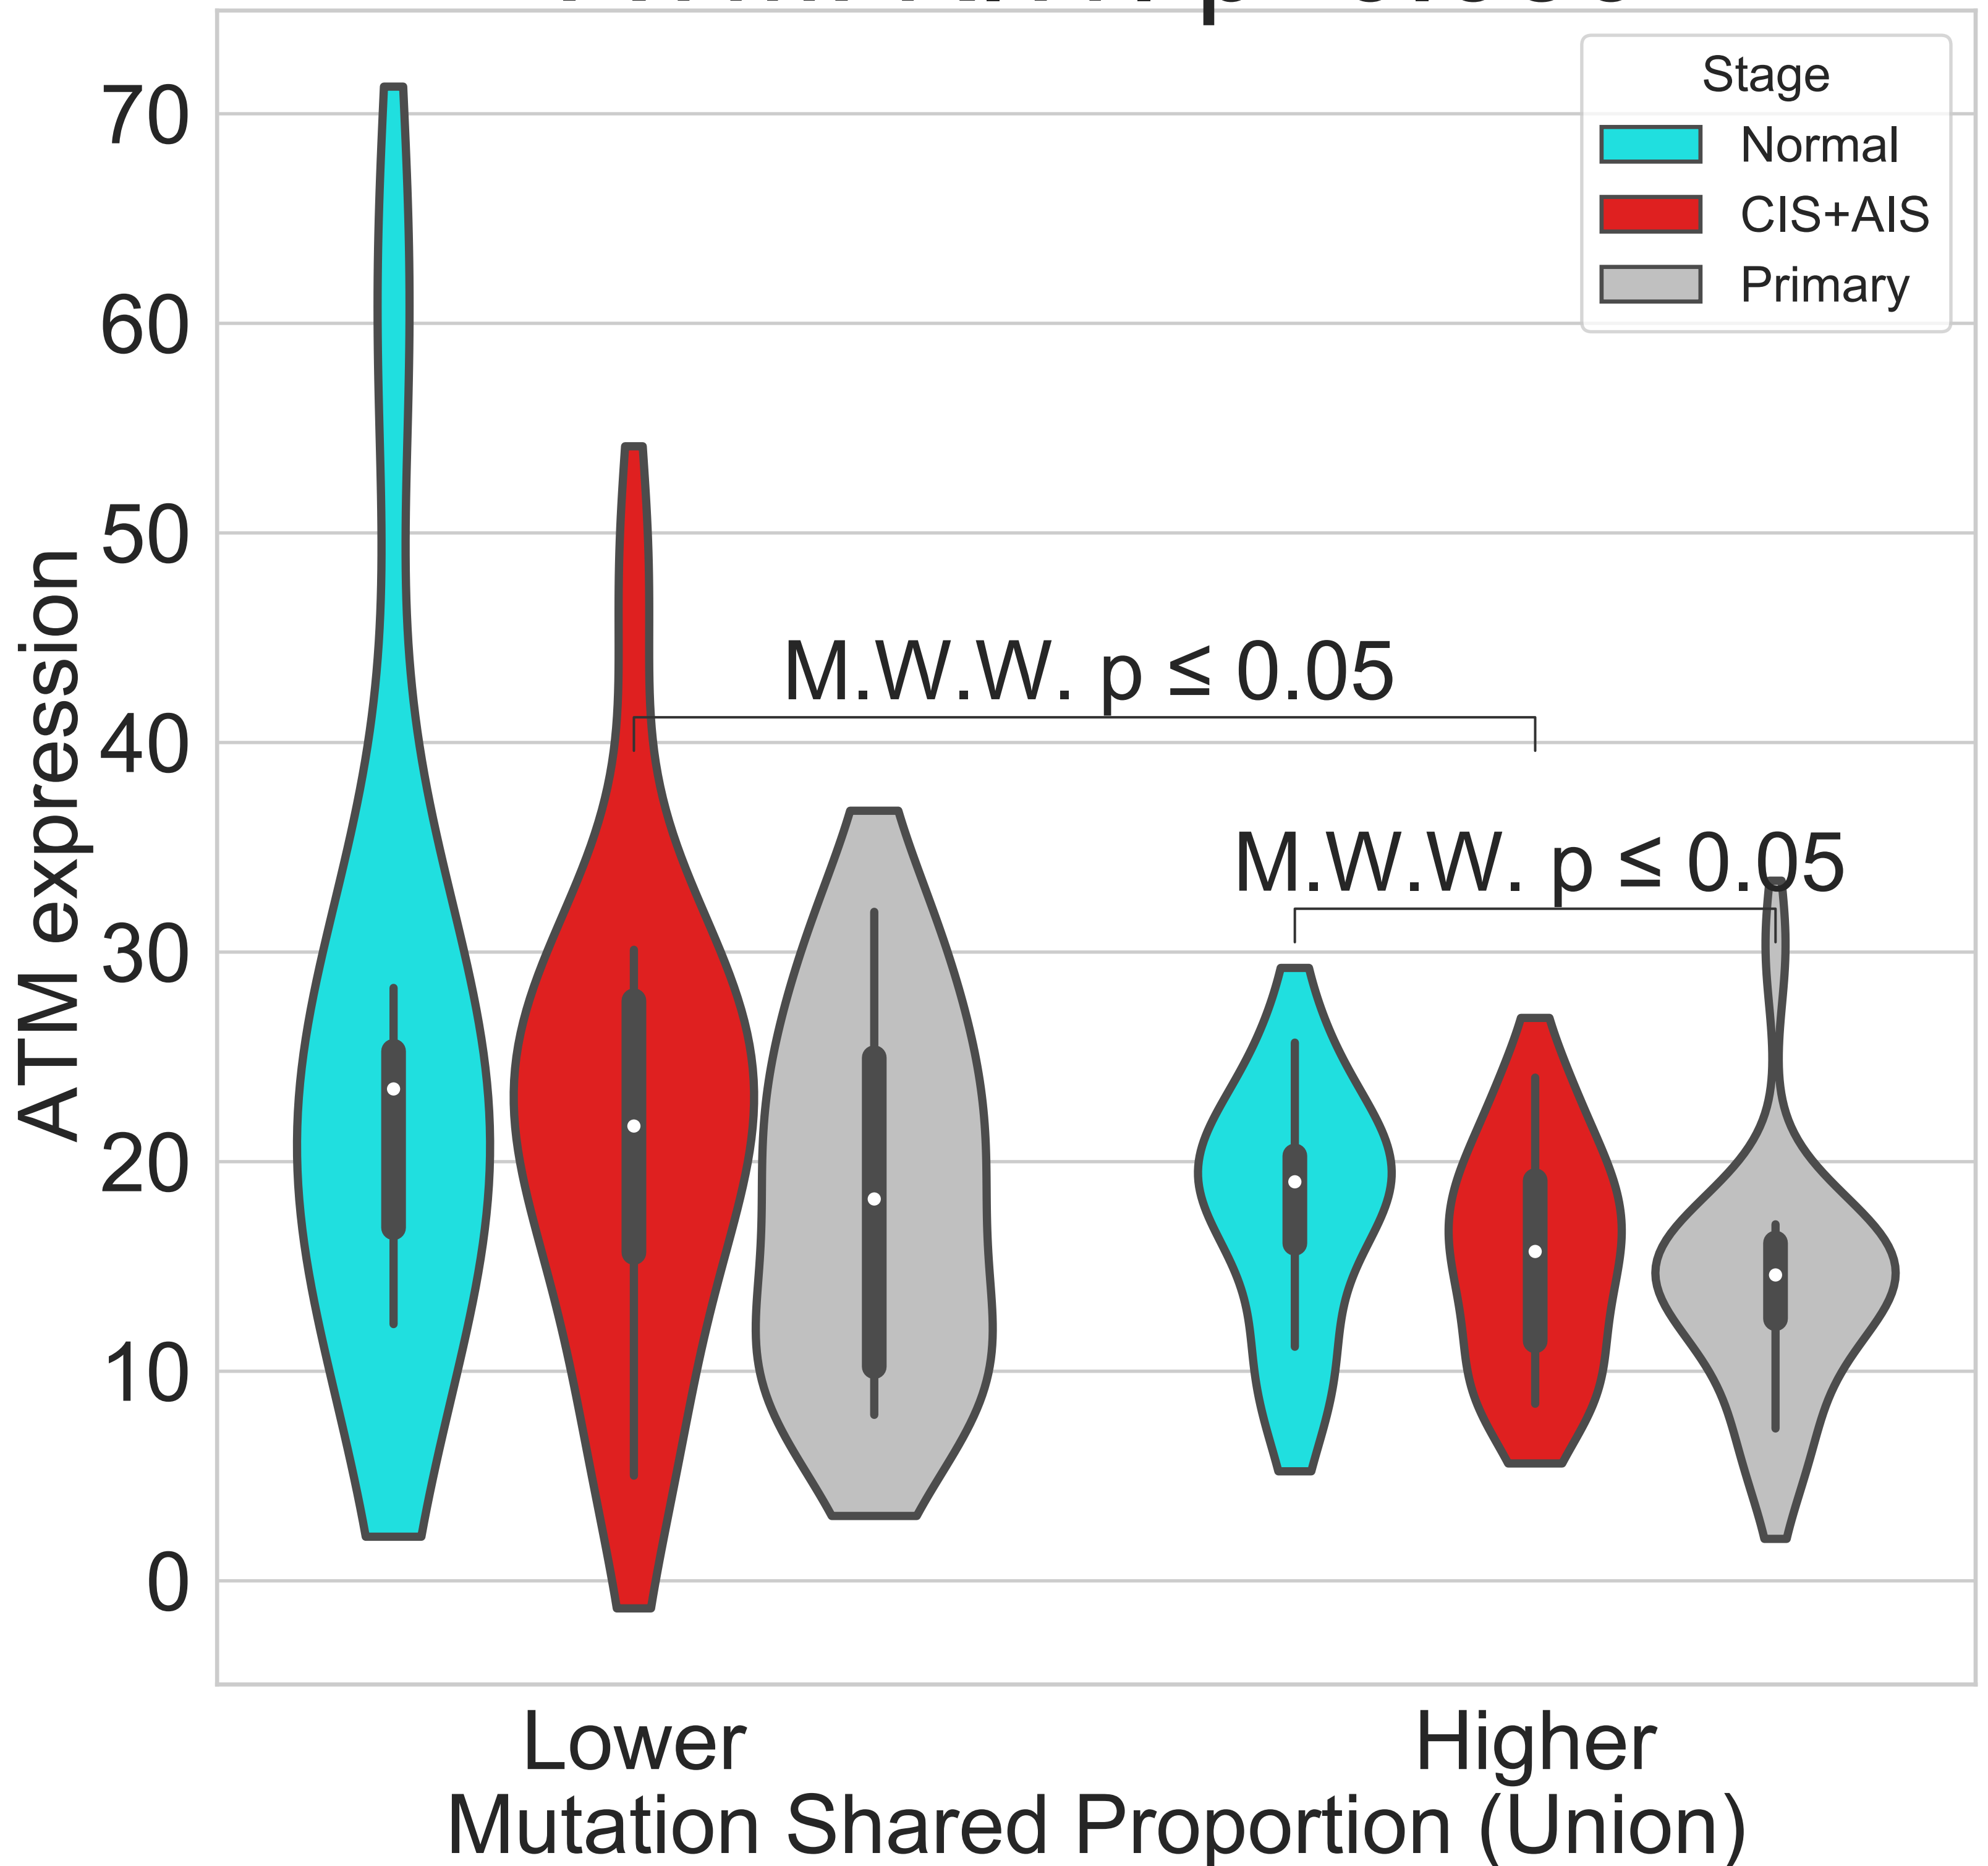 Stage
Normal
CIS+AIS
Primary
70
60
50
40
30
20
10
0
ATM expression
M.W.W. p ≤ 0.05
M.W.W. p ≤ 0.05
Lower
Higher
Mutation Shared Proportion (Union)